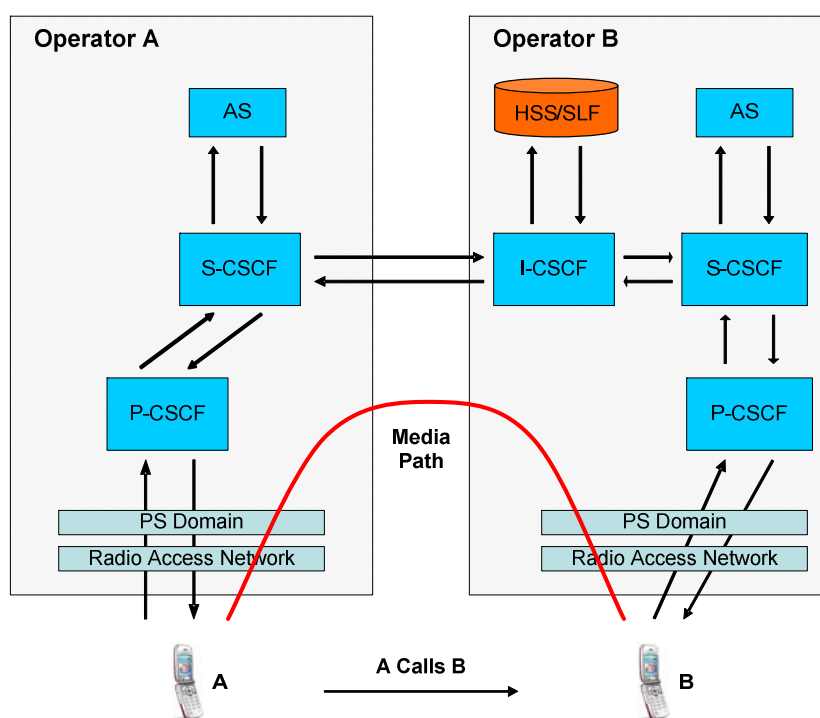 Operator A
Operator B
AS
HSS/SLF
AS
S-CSCF
I-CSCF
S-CSCF
P-CSCF
P-CSCF
Media
Path
PS Domain
PS Domain
Radio Access Network
Radio Access Network
A
A Calls B
B